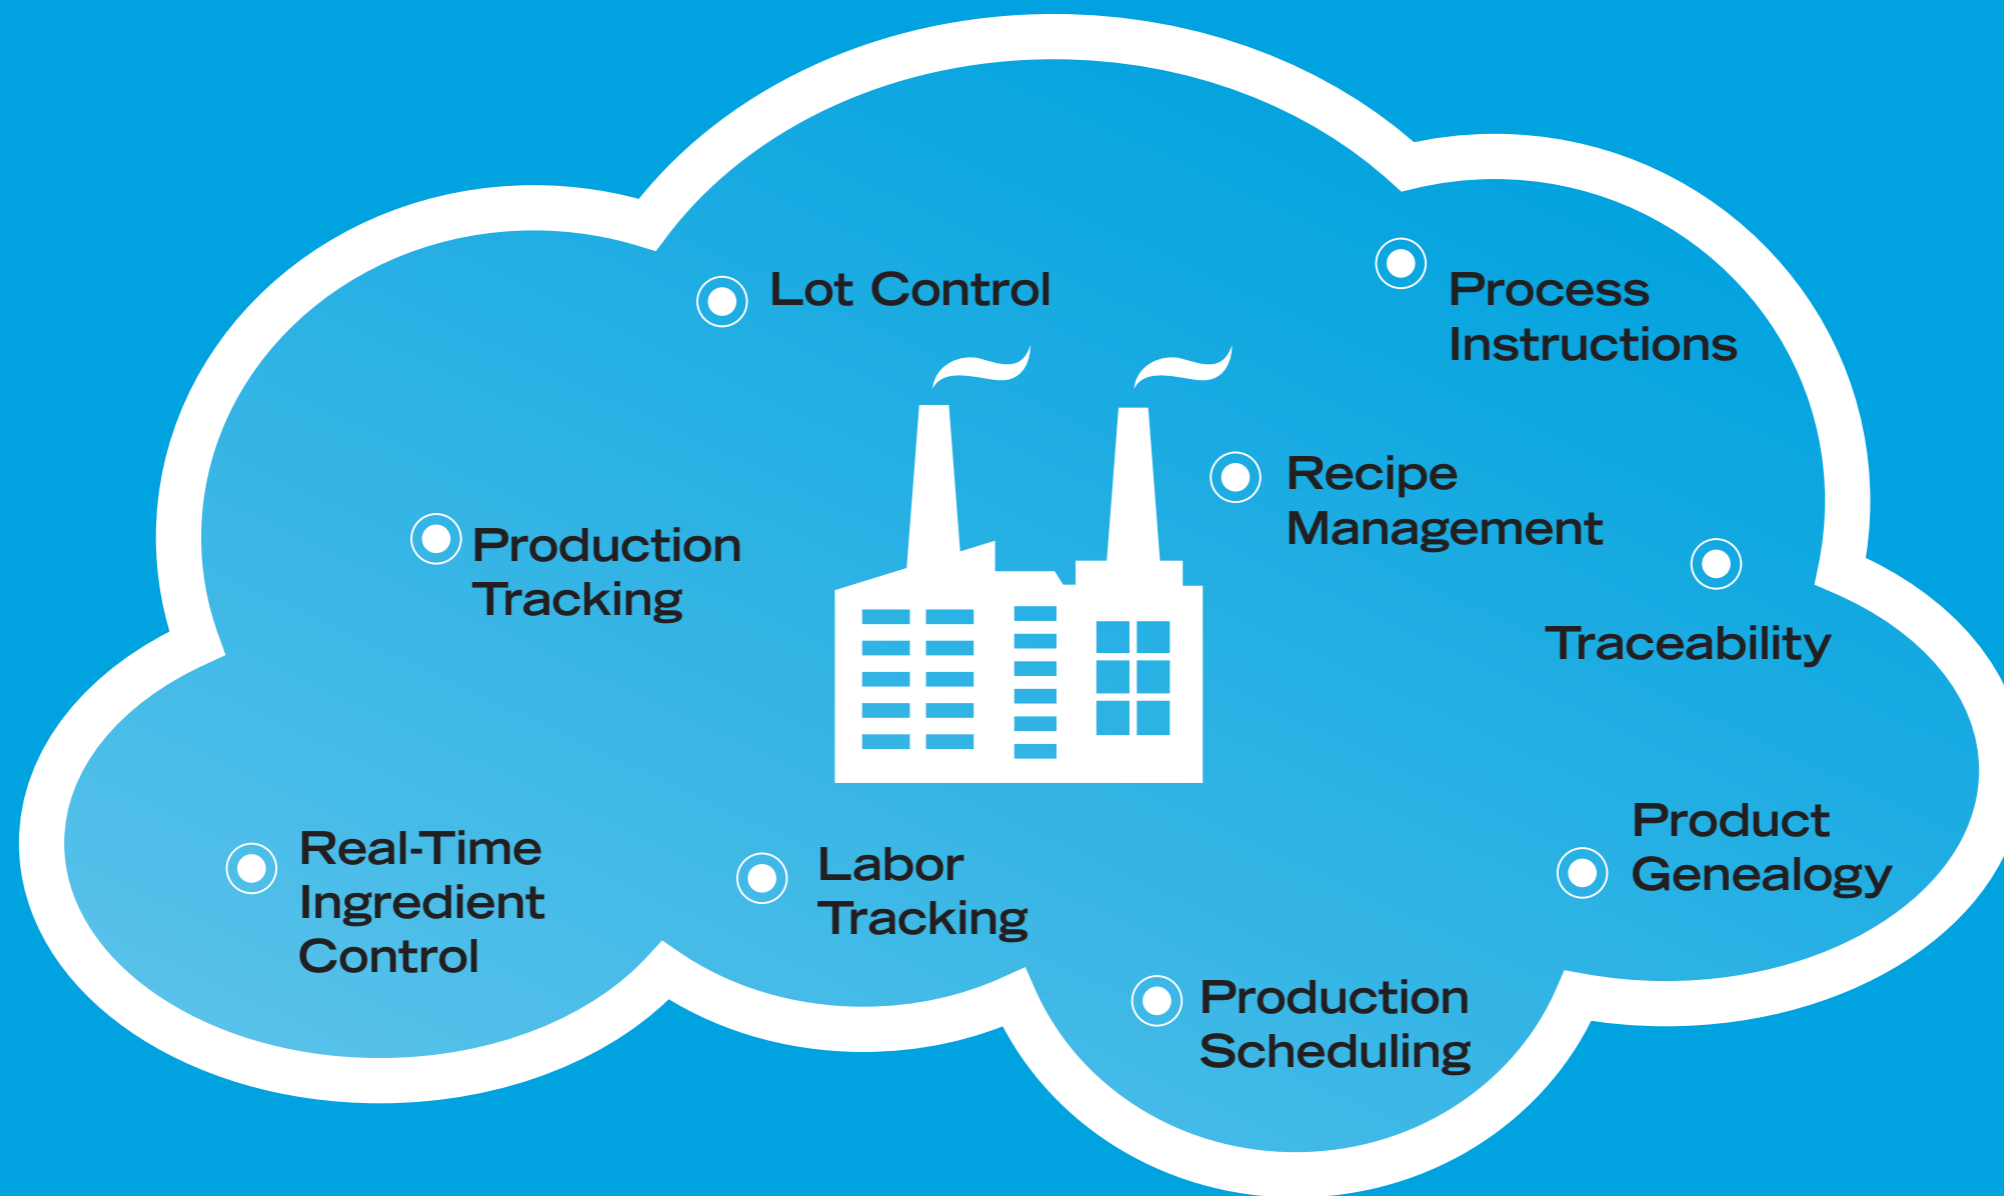 Lot Control
Process
Instructions
Recipe
Management
Production
Tracking
Traceability
Real-Time
Ingredient
Control
Labor
Tracking
Product
Genealogy
Production
Scheduling